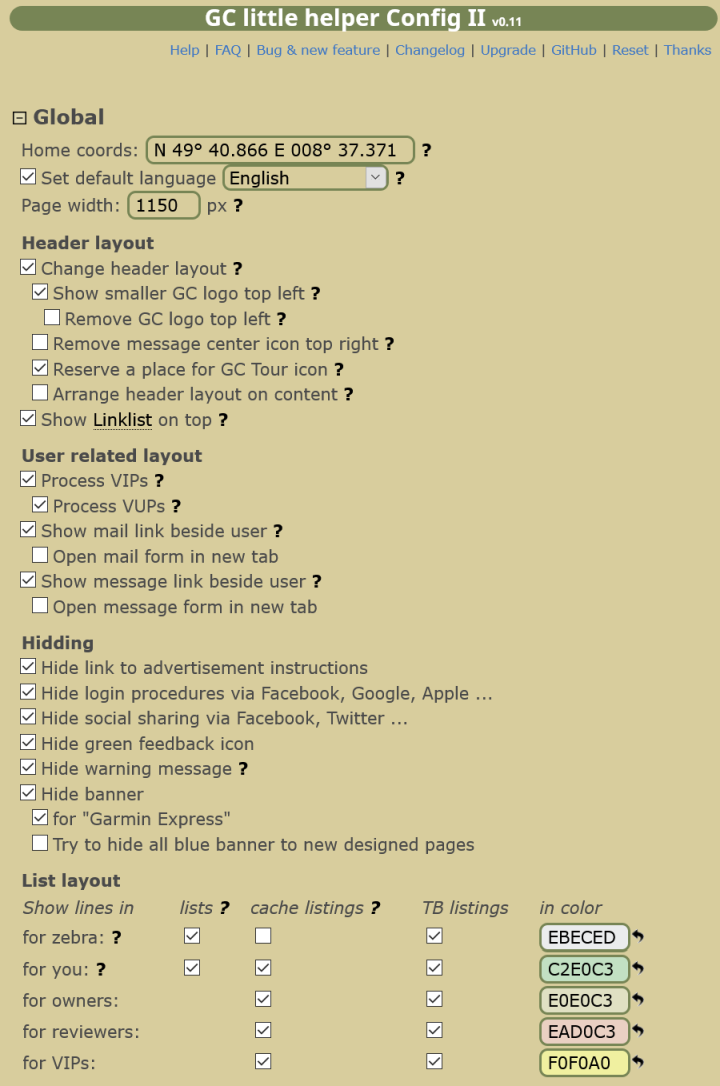 GC little helper Config II v0.11
Help | FAQ | Bug & new feature | Changelog | Upgrade | GitHub | Reset | Thanks
Global
Home coords: N 49° 40.866 E 008° 37.371 ?
Set default language English ?
Page width: 1150 px ?
Header layout
Change header layout ?
Show smaller GC logo top left ?
Remove GC logo top left ?
Remove message center icon top right ?
Reserve a place for GC Tour icon ?
Arrange header layout on content ?
Show Linklist on top ?
User related layout
Process VIPs ?
Process VUPs ?
Show mail link beside user ?
Open mail form in new tab
Show message link beside user ?
Open message form in new tab
Hidding
Hide link to advertisement instructions
Hide login procedures via Facebook, Google, Apple ...
Hide social sharing via Facebook, Twitter ...
Hide green feedback icon
Hide warning message ?
Hide banner
for "Garmin Express"
Try to hide all blue banner to new designed pages
List layout
Show lines in lists ? cache listings ? TB listings in color
for zebra: ? EBECED
for you: ? C2E0C3
for owners: E0E0C3
for reviewers: EAD0C3
for VIPs: F0F0A0